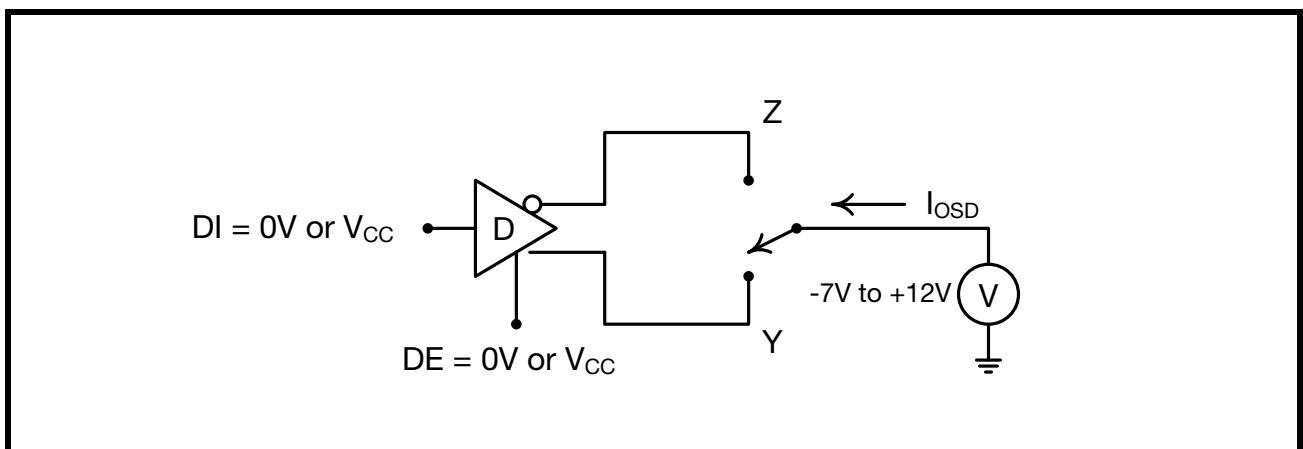 Z
I_OSD
DI = 0V or V_CC
D
-7V to +12V
V
Y
DE = 0V or V_CC